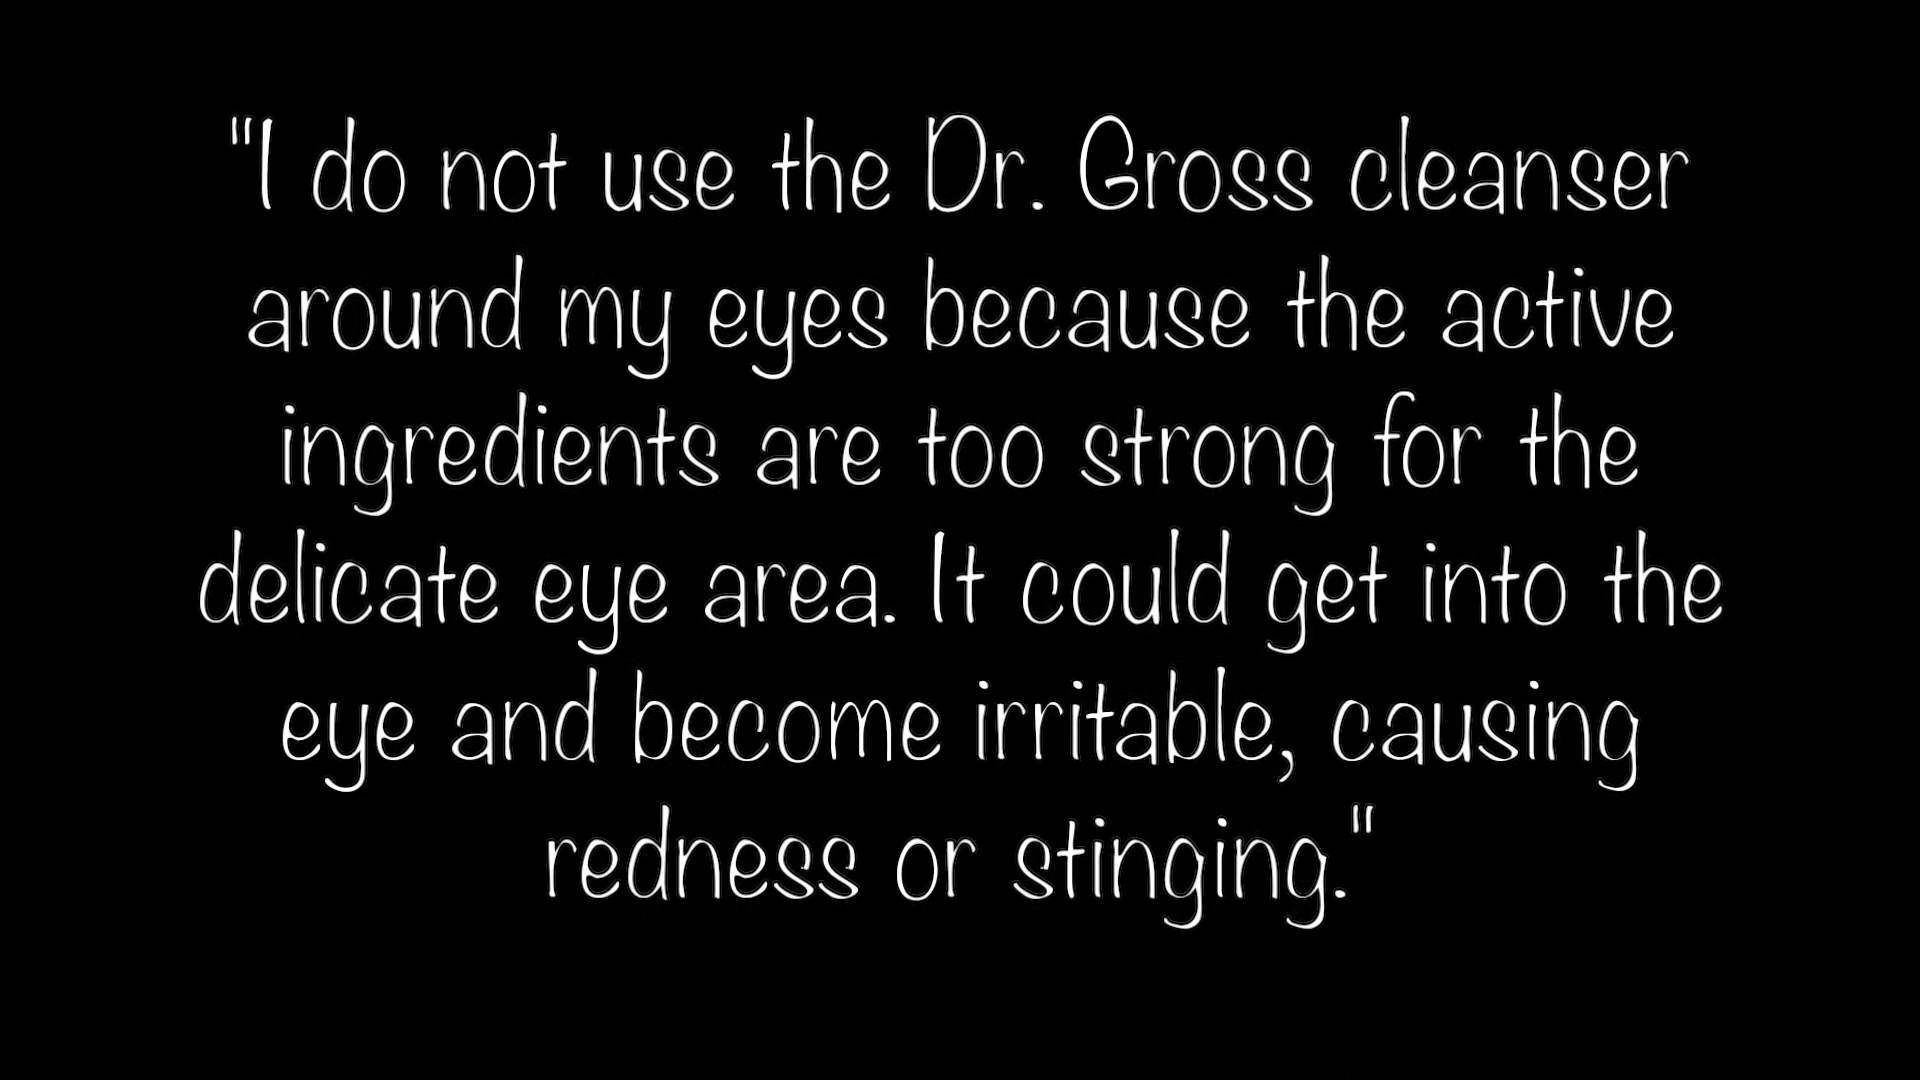 "I do not use the Dr. Gross cleanser
around my eyes because the active
ingredients are too strong for the
delicate eye area. It could get into the
eye and become irritable, causing
redness or stinging."